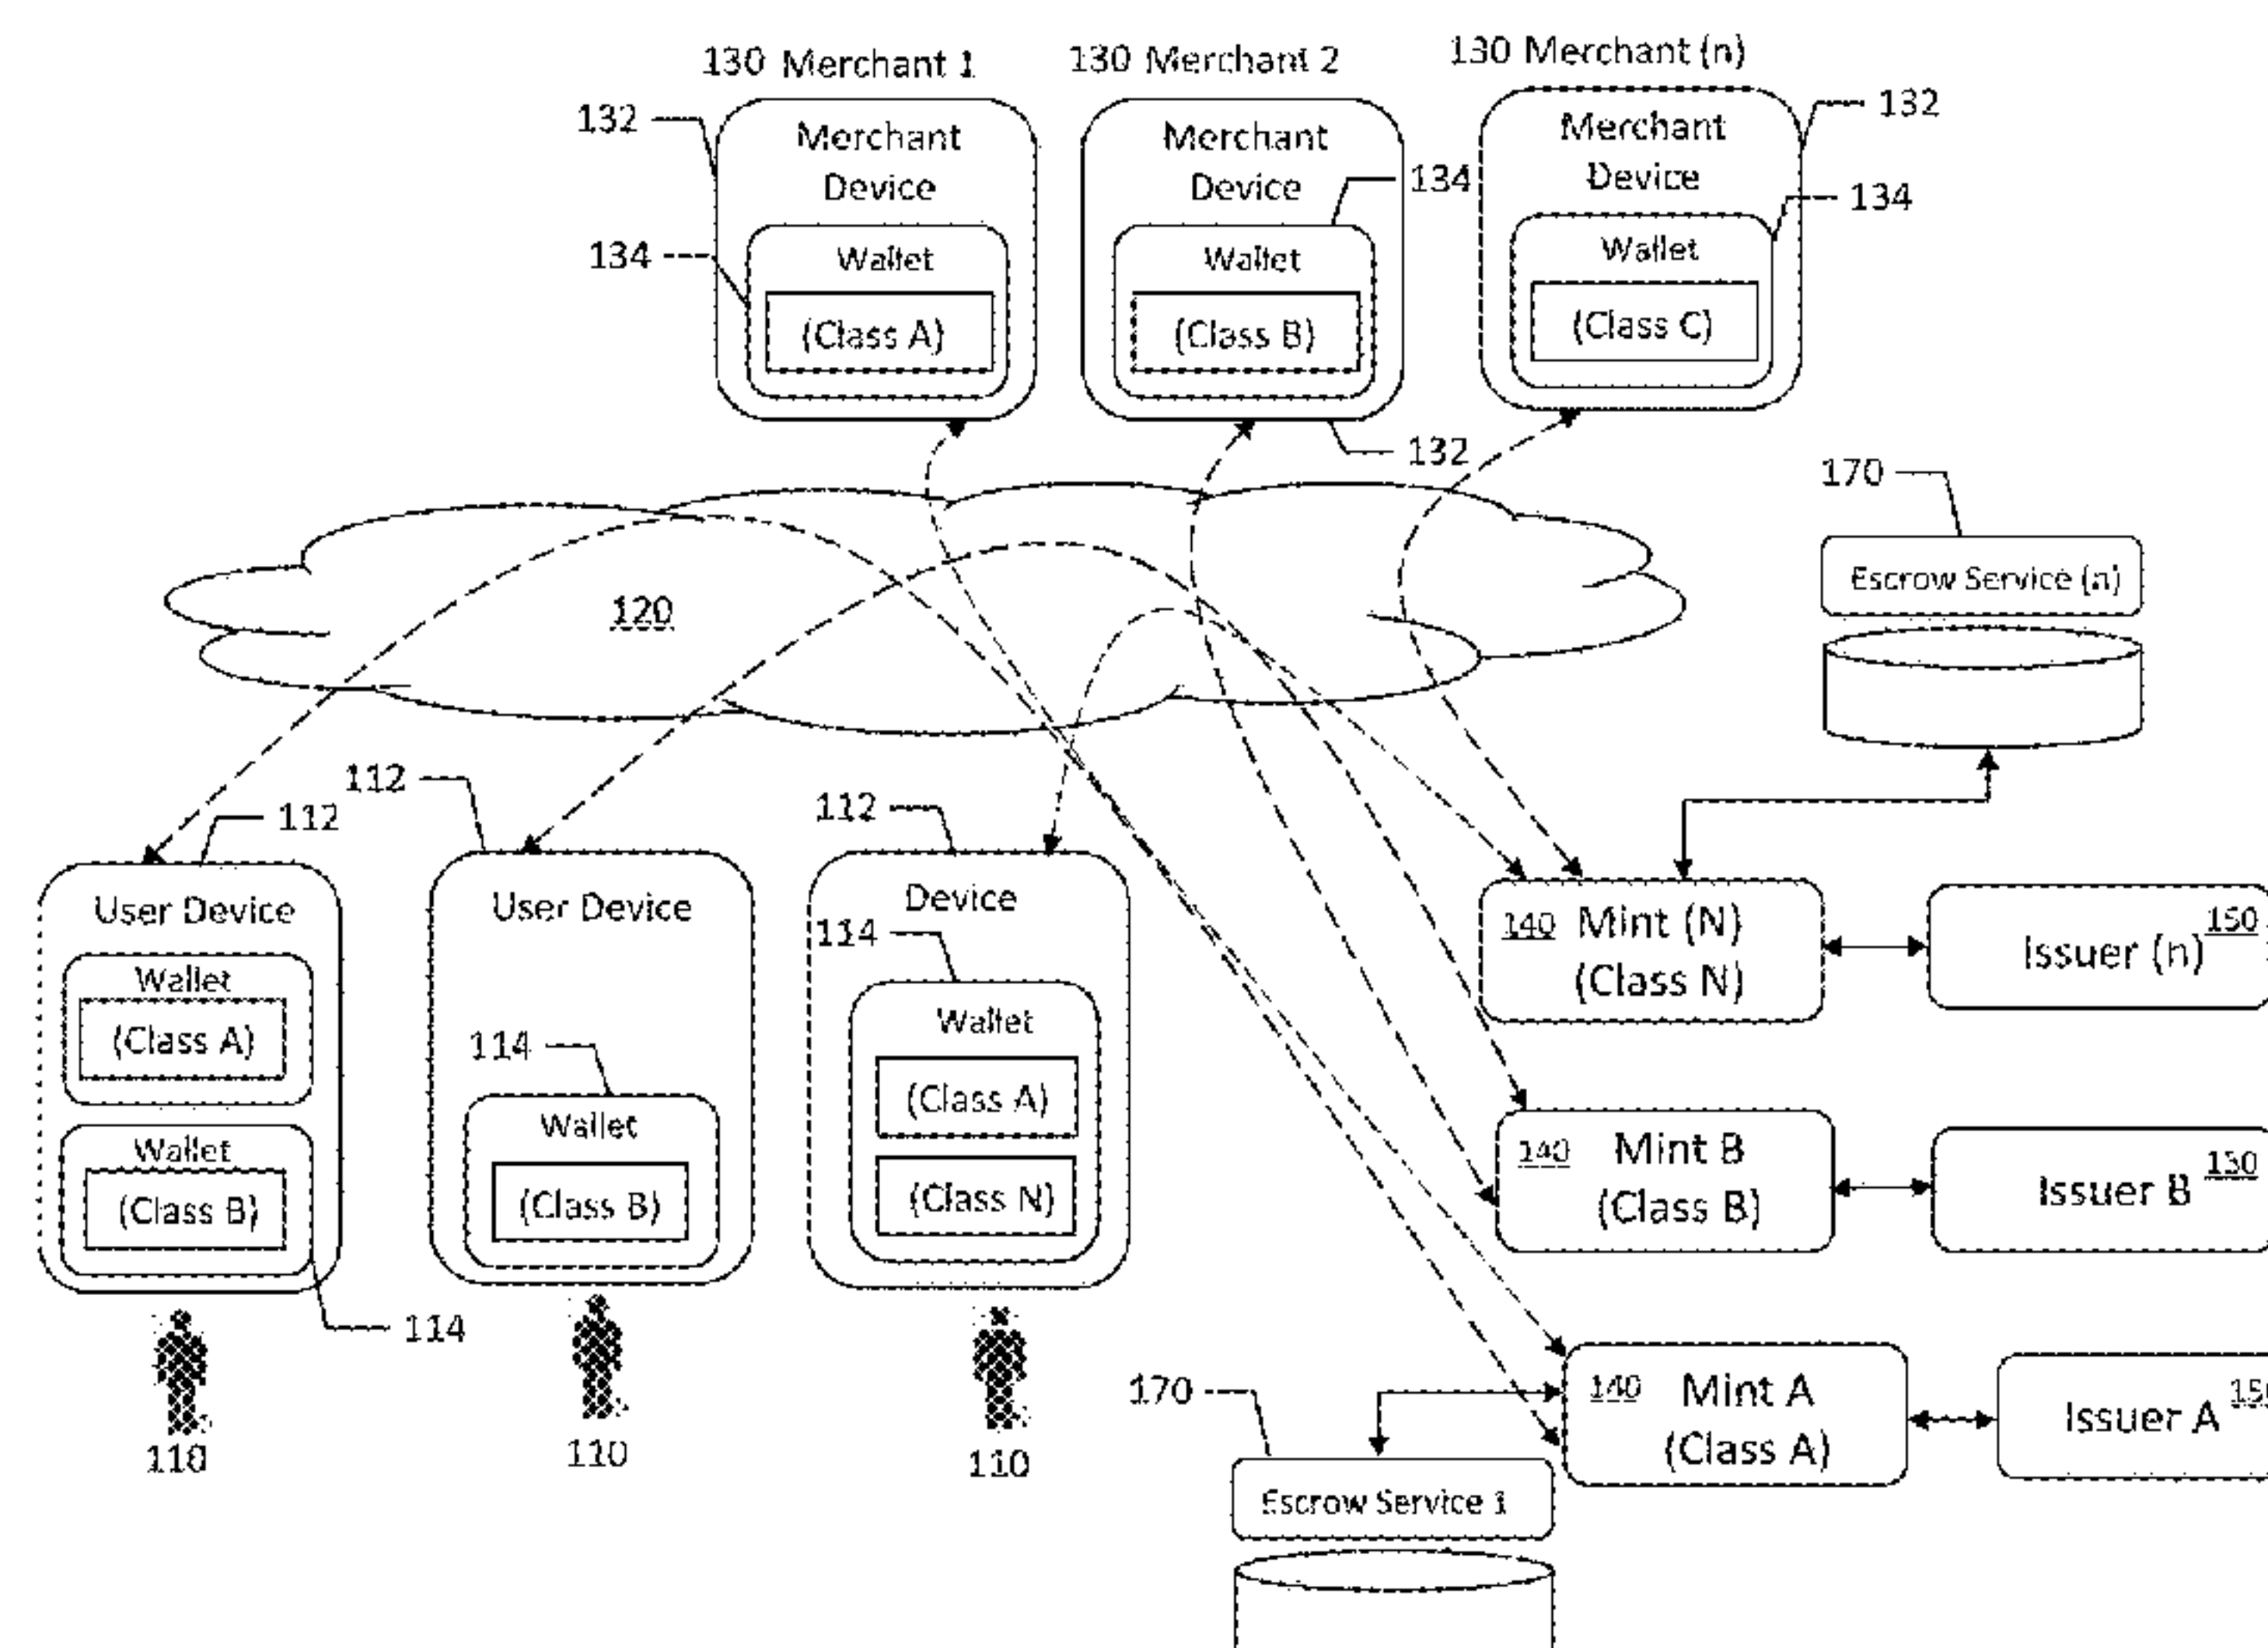 130 Merchant 1
130 Merchant 2
130 Merchant (n)
132
Merchant
Device
134
Wallet
(Class A)
Merchant
Device
134
Wallet
(Class B)
132
Merchant
Device
132
134
Wallet
(Class C)
170
Escrow Service (n)
120
112
User Device
Wallet
(Class A)
Wallet
(Class B)
114
110
112
User Device
114
Wallet
(Class B)
110
112
Device
114
Wallet
(Class A)
(Class N)
110
140 Mint (N)
(Class N)
Issuer (n) 150
140 Mint B
(Class B)
Issuer B 150
140 Mint A
(Class A)
Issuer A 150
170
Escrow Service 1